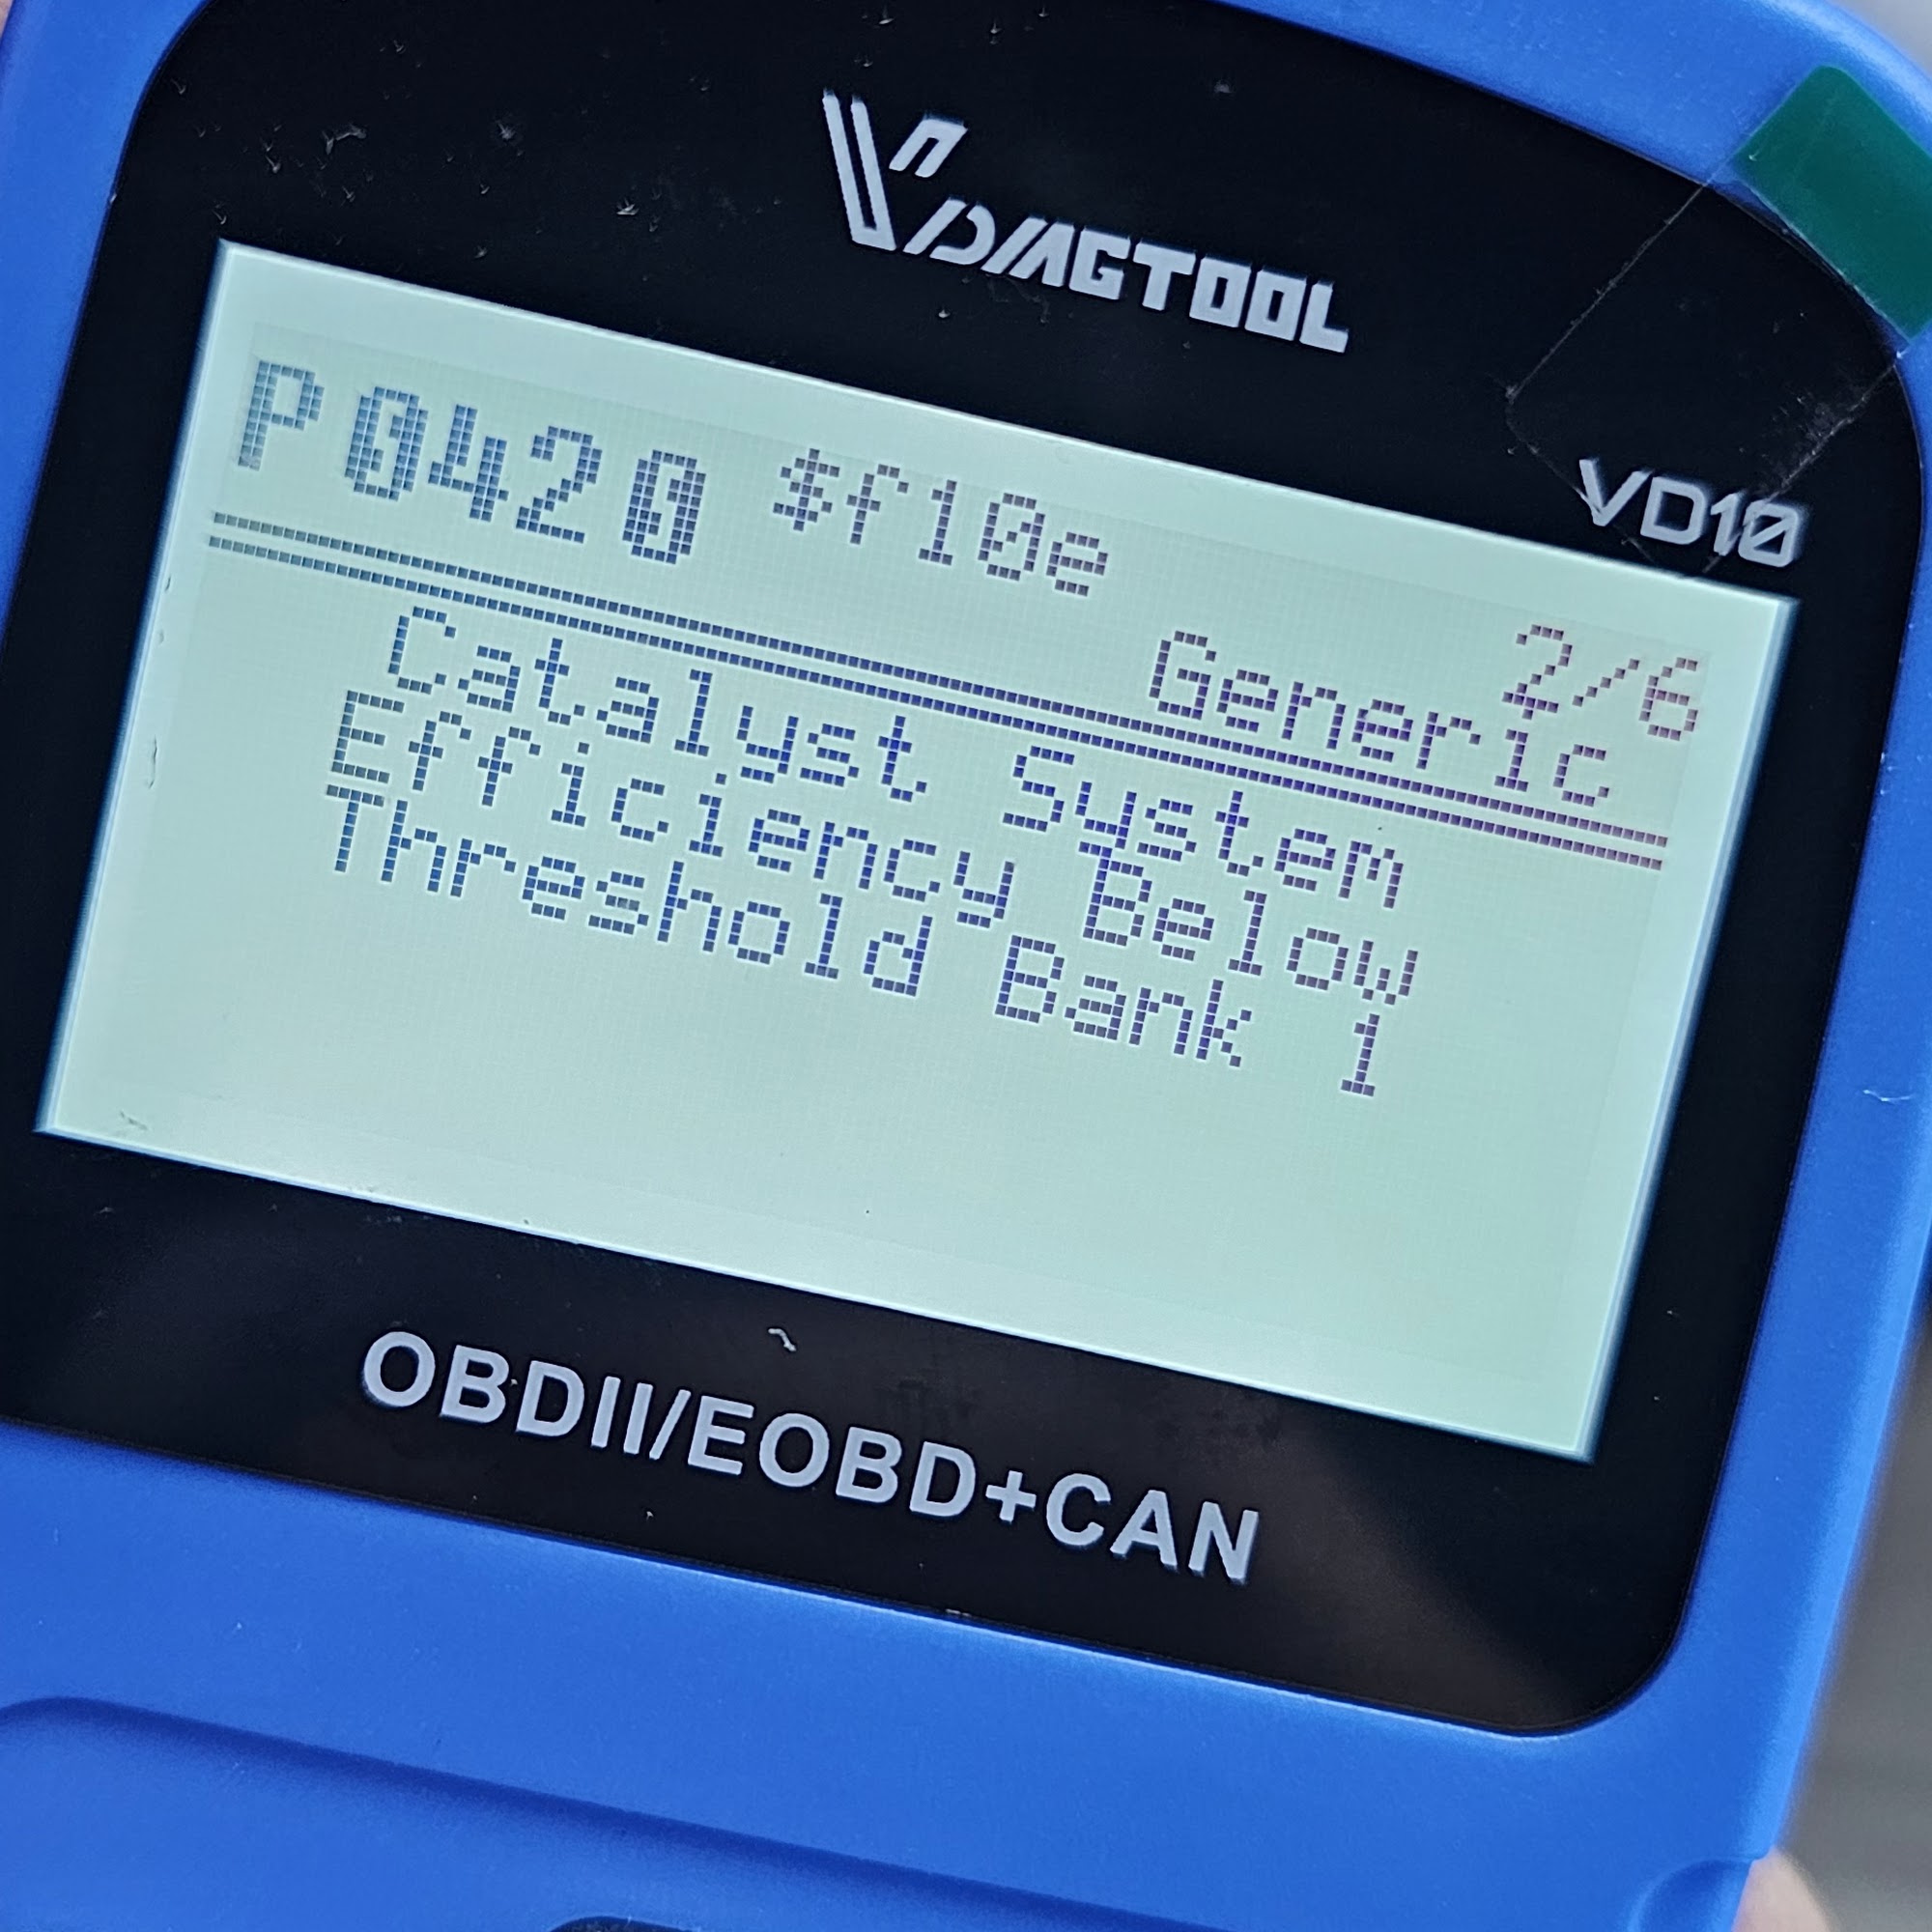 VDIAGTOOL
VD10
P0420 $f10e
2/6
Generic
Catalyst System
Efficiency Below
Threshold Bank 1
OBDII/EOBD+CAN